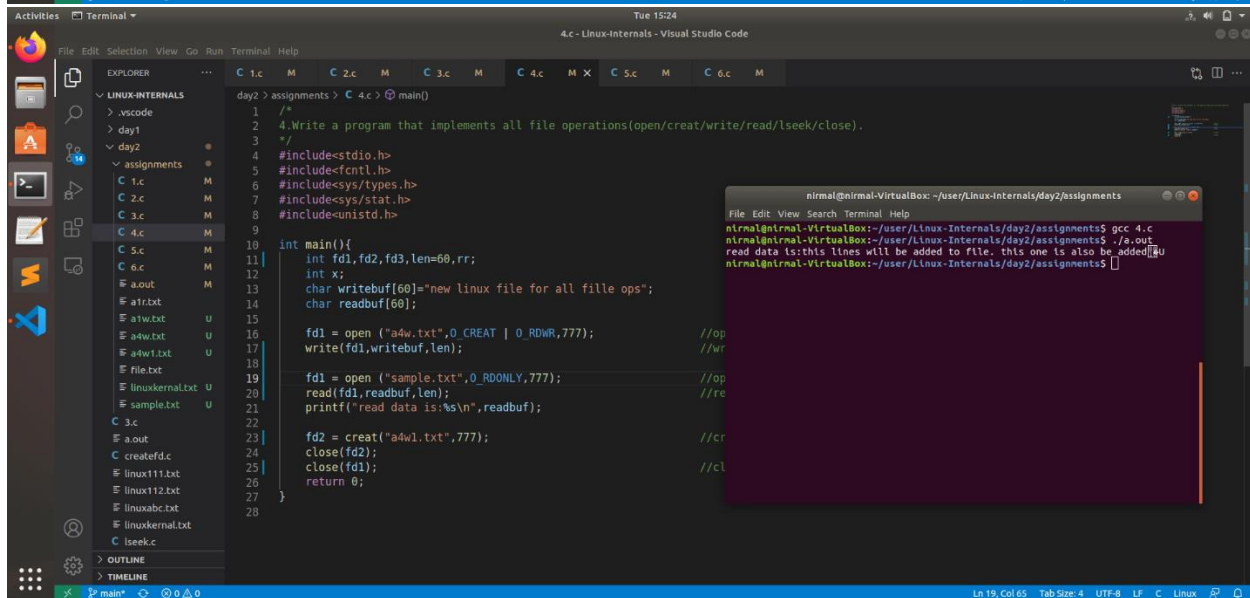 Activities Terminal Tue 15:24
4.c - Linux-Internals - Visual Studio Code
File Edit Selection View Go Run Terminal Help
EXPLORER ...
LINUX-INTERNALS
> .vscode
> day1
day2
assignments
C 1.c M
C 2.c M
C 3.c M
C 4.c M
C 5.c M
C 6.c M
a.out M
a1r.txt
a1w.txt U
a4w.txt U
a4w1.txt U
file.txt
linuxkernal.txt U
sample.txt U
C 3.c
a.out
C createfd.c
linux111.txt
linux112.txt
linuxabc.txt
linuxkernal.txt
C lseek.c
> OUTLINE
> TIMELINE
14
C 1.c M C 2.c M C 3.c M C 4.c M × C 5.c M C 6.c M ...
day2 > assignments > C 4.c > main()
1 /*
2 4.Write a program that implements all file operations(open/creat/write/read/lseek/close).
3 */
4 #include<stdio.h>
5 #include<fcntl.h>
6 #include<sys/types.h>
7 #include<sys/stat.h>
8 #include<unistd.h>
9
10 int main(){
11 int fd1,fd2,fd3,len=60,rr;
12 int x;
13 char writebuf[60]="new linux file for all fille ops";
14 char readbuf[60];
15
16 fd1 = open ("a4w.txt",O_CREAT | O_RDWR,777); //op
17 write(fd1,writebuf,len); //wr
18
19 fd1 = open ("sample.txt",O_RDONLY,777); //op
20 read(fd1,readbuf,len); //re
21 printf("read data is:%s\n",readbuf);
22
23 fd2 = creat("a4w1.txt",777); //cr
24 close(fd2);
25 close(fd1); //cl
26 return 0;
27 }
28
nirmal@nirmal-VirtualBox: ~/user/Linux-Internals/day2/assignments
File Edit View Search Terminal Help
nirmal@nirmal-VirtualBox:~/user/Linux-Internals/day2/assignments$ gcc 4.c
nirmal@nirmal-VirtualBox:~/user/Linux-Internals/day2/assignments$ ./a.out
read data is:this lines will be added to file. this one is also be added
nirmal@nirmal-VirtualBox:~/user/Linux-Internals/day2/assignments$
main* 0 0 Ln 19, Col 65 Tab Size: 4 UTF-8 LF C Linux